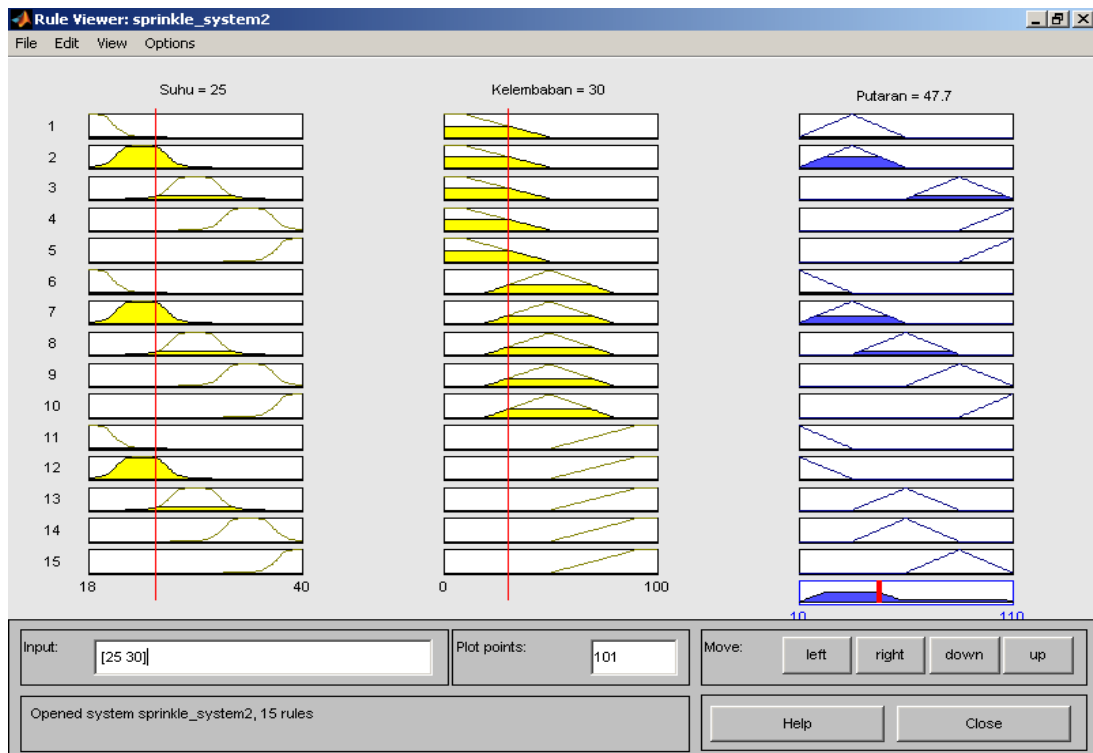 Rule Viewer: sprinkle_system2
File Edit View Options
Suhu = 25
Kelembaban = 30
Putaran = 47.7
1
2
3
4
5
6
7
8
9
10
11
12
13
14
15
18 40
0 100
10 110
Input: [25 30]
Plot points: 101
Move: left right down up
Opened system sprinkle_system2, 15 rules
Help Close